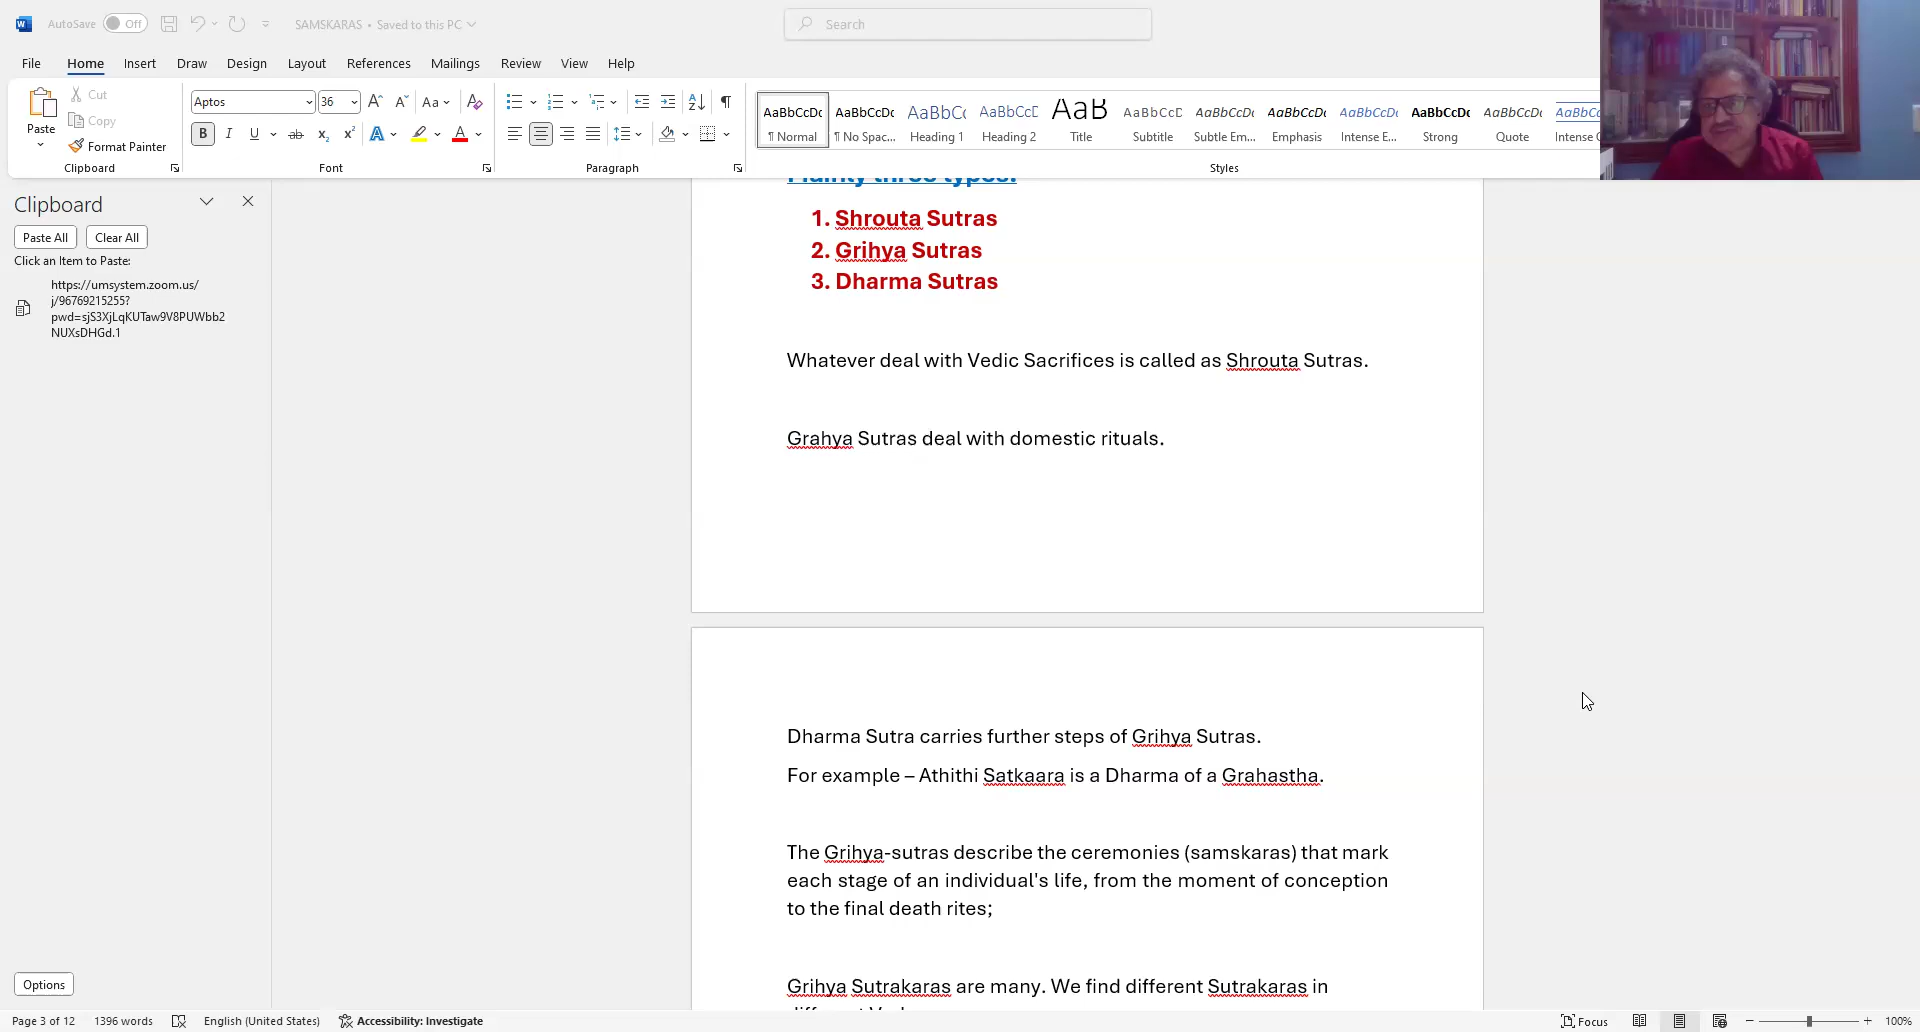 AutoSave Off SAMSKARAS • Saved to this PC Search
File Home Insert Draw Design Layout References Mailings Review View Help
Paste Cut Copy Format Painter
Aptos 36
AaBbCcDc AaBbCcDc AaBbCc AaBbCcD AaB AaBbCcD AaBbCcDc AaBbCcDc AaBbCcDc AaBbCcDc AaBbCcDc AaBbCc
¶ Normal ¶ No Spac... Heading 1 Heading 2 Title Subtitle Subtle Em... Emphasis Intense E... Strong Quote Intense
Clipboard Font Paragraph Styles
Clipboard
Paste All Clear All
Click an Item to Paste:
https://umsystem.zoom.us/
j/96769215255?
pwd=sjS3XjLqKUTaw9V8PUWbb2
NUXsDHGd.1
Options
three types:
1. Shrouta Sutras
2. Grihya Sutras
3. Dharma Sutras
Whatever deal with Vedic Sacrifices is called as Shrouta Sutras.
Grahya Sutras deal with domestic rituals.
Dharma Sutra carries further steps of Grihya Sutras.
For example – Athithi Satkaara is a Dharma of a Grahastha.
The Grihya-sutras describe the ceremonies (samskaras) that mark
each stage of an individual's life, from the moment of conception
to the final death rites;
Grihya Sutrakaras are many. We find different Sutrakaras in
Page 3 of 12 1396 words English (United States) Accessibility: Investigate Focus 100%